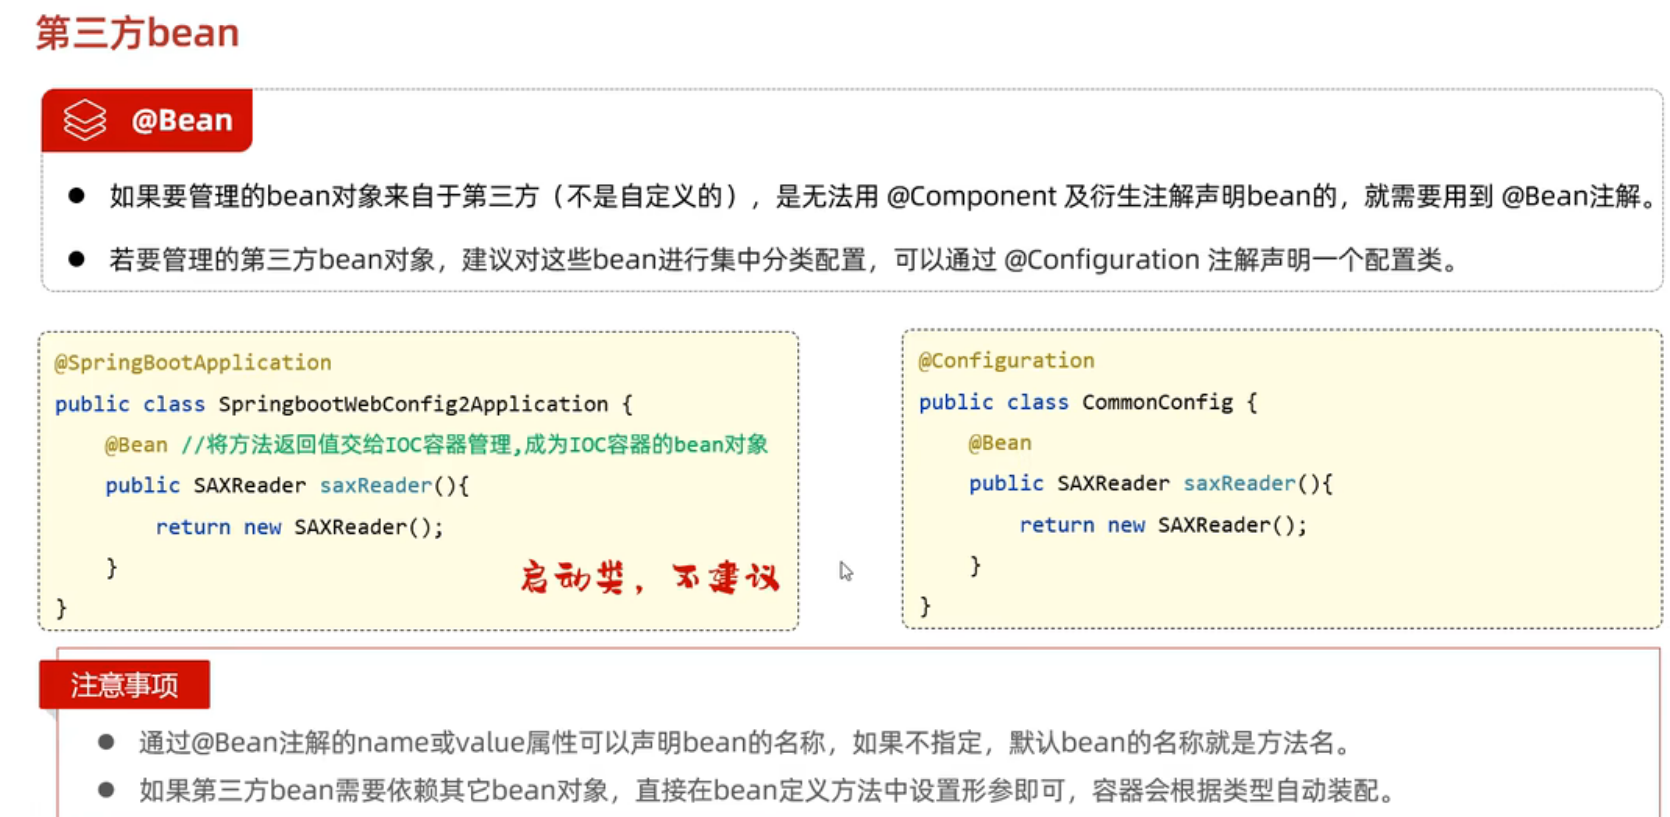 第三方bean
@Bean
如果要管理的bean对象来自于第三方（不是自定义的），是无法用 @Component 及衍生注解声明bean的，就需要用到 @Bean注解。
若要管理的第三方bean对象，建议对这些bean进行集中分类配置，可以通过 @Configuration 注解声明一个配置类。
@SpringBootApplication
public class SpringbootWebConfig2Application {
@Bean //将方法返回值交给IOC容器管理,成为IOC容器的bean对象
public SAXReader saxReader(){
return new SAXReader();
}
启动类，不建议
}
@Configuration
public class CommonConfig {
@Bean
public SAXReader saxReader(){
return new SAXReader();
}
}
注意事项
通过@Bean注解的name或value属性可以声明bean的名称，如果不指定，默认bean的名称就是方法名。
如果第三方bean需要依赖其它bean对象，直接在bean定义方法中设置形参即可，容器会根据类型自动装配。